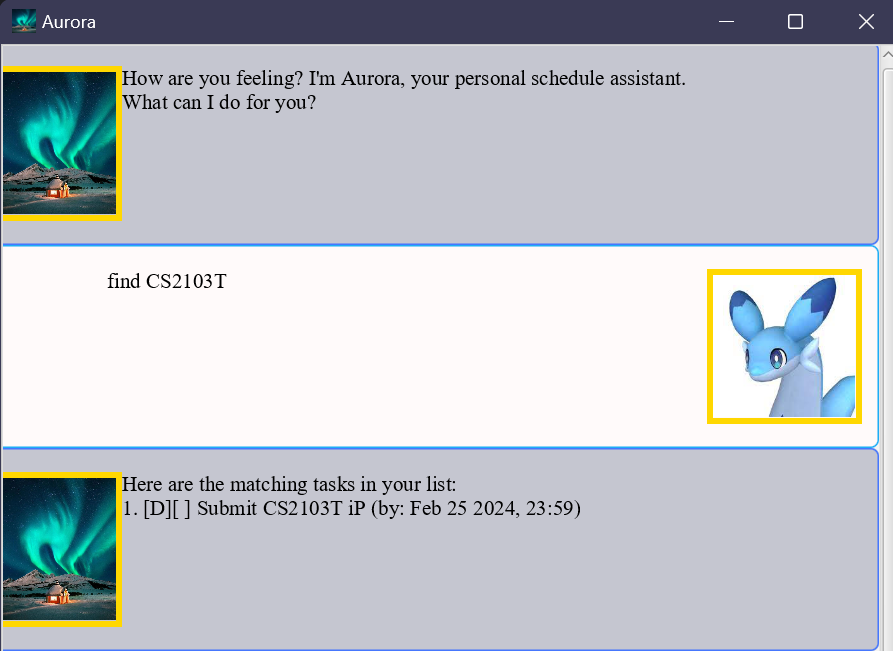 Aurora
How are you feeling? I'm Aurora, your personal schedule assistant.
What can I do for you?
find CS2103T
Here are the matching tasks in your list:
1. [D][ ] Submit CS2103T iP (by: Feb 25 2024, 23:59)